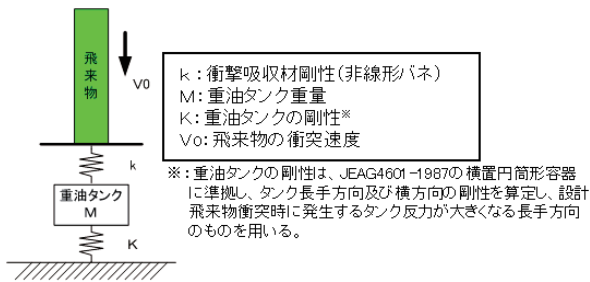 飛来物
V0
k
重油タンク
M
K
k：衝撃吸収材剛性(非線形バネ)
M：重油タンク重量
K：重油タンクの剛性※
Vo：飛来物の衝突速度
※：重油タンクの剛性は、JEAG4601-1987の横置円筒形容器
に準拠し、タンク長手方向及び横方向の剛性を算定し、設計
飛来物衝突時に発生するタンク反力が大きくなる長手方向
のものを用いる。